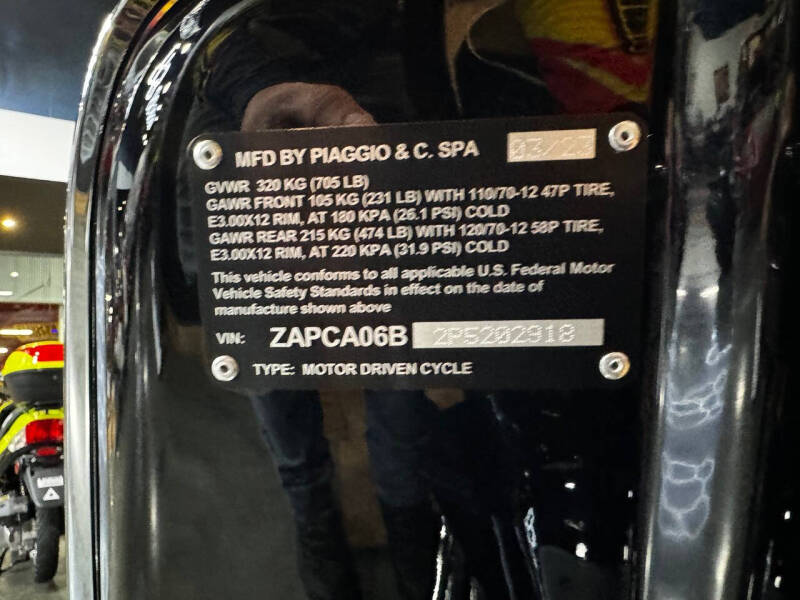 MFD BY PIAGGIO & C. SPA 03/23
GVWR 320 KG (705 LB)
GAWR FRONT 105 KG (231 LB) WITH 110/70-12 47P TIRE,
E3.00X12 RIM, AT 180 KPA (26.1 PSI) COLD
GAWR REAR 215 KG (474 LB) WITH 120/70-12 58P TIRE,
E3.00X12 RIM, AT 220 KPA (31.9 PSI) COLD
This vehicle conforms to all applicable U.S. Federal Motor
Vehicle Safety Standards in effect on the date of
manufacture shown above
VIN: ZAPCA06B 2P5202918
TYPE: MOTOR DRIVEN CYCLE